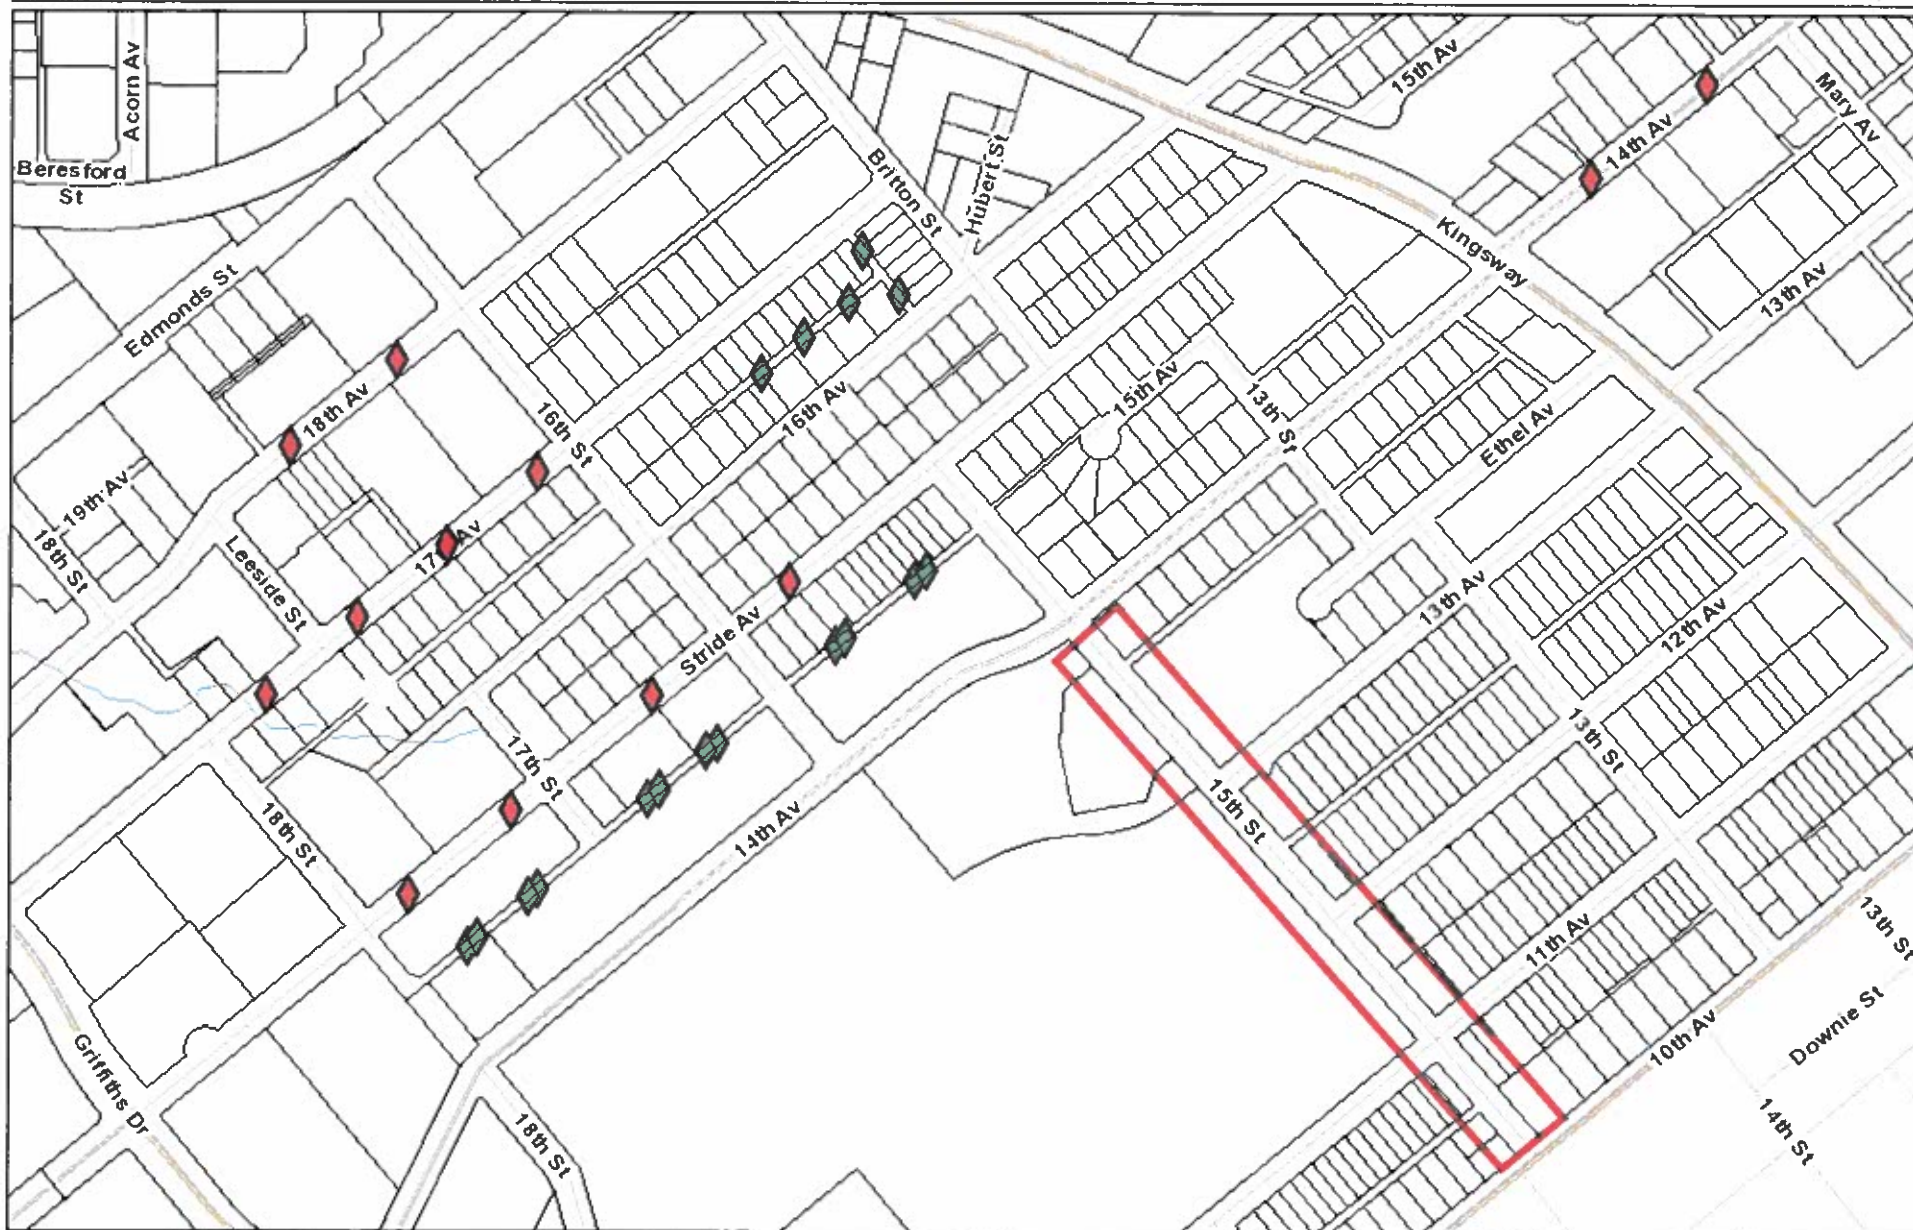 Acorn Av
15th Av
Mary Av
14th Av
Beresford
St
Britton St
Hubert St
Kingsway
13th Av
Edmonds St
18th Av
16th St
16th Av
15th Av
13th St
Ethel Av
19th Av
18th St
17th Av
Leeside St
13th Av
12th Av
Stride Av
17th St
13th St
15th St
18th St
14th Av
11th Av
13th St
10th Av
Downie St
Griffiths Dr
18th St
14th St